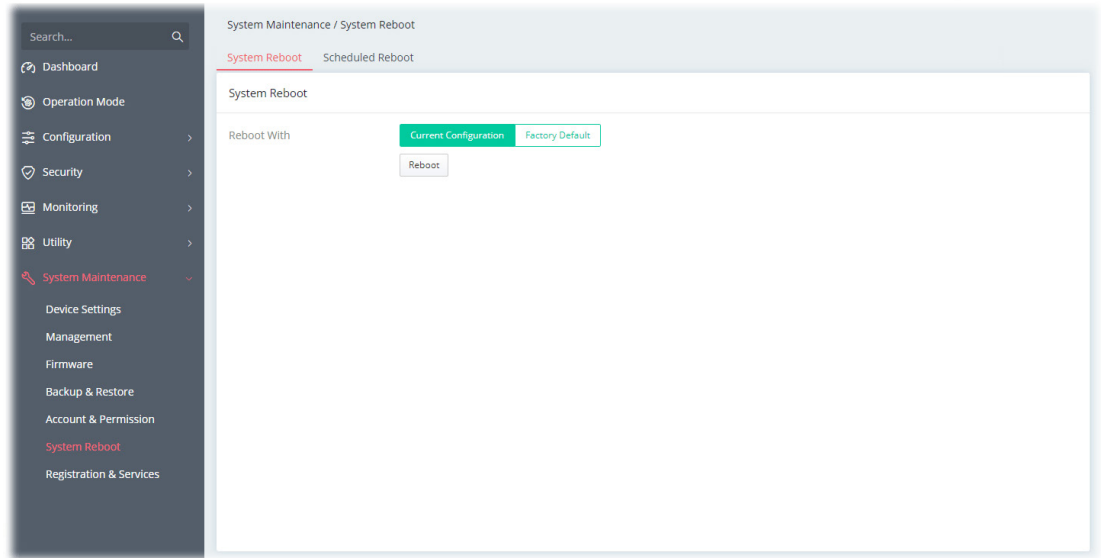 Search...
Dashboard
Operation Mode
Configuration
Security
Monitoring
Utility
System Maintenance
Device Settings
Management
Firmware
Backup & Restore
Account & Permission
System Reboot
Registration & Services
System Maintenance / System Reboot
System Reboot Scheduled Reboot
System Reboot
Reboot With Current Configuration Factory Default
Reboot